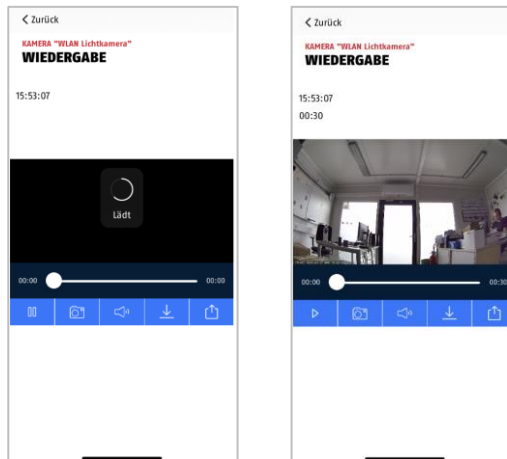 Zurück
KAMERA "WLAN Lichtkamera"
WIEDERGABE
15:53:07
Lädt
00:00
00:00
Zurück
KAMERA "WLAN Lichtkamera"
WIEDERGABE
15:53:07
00:30
00:00
00:30